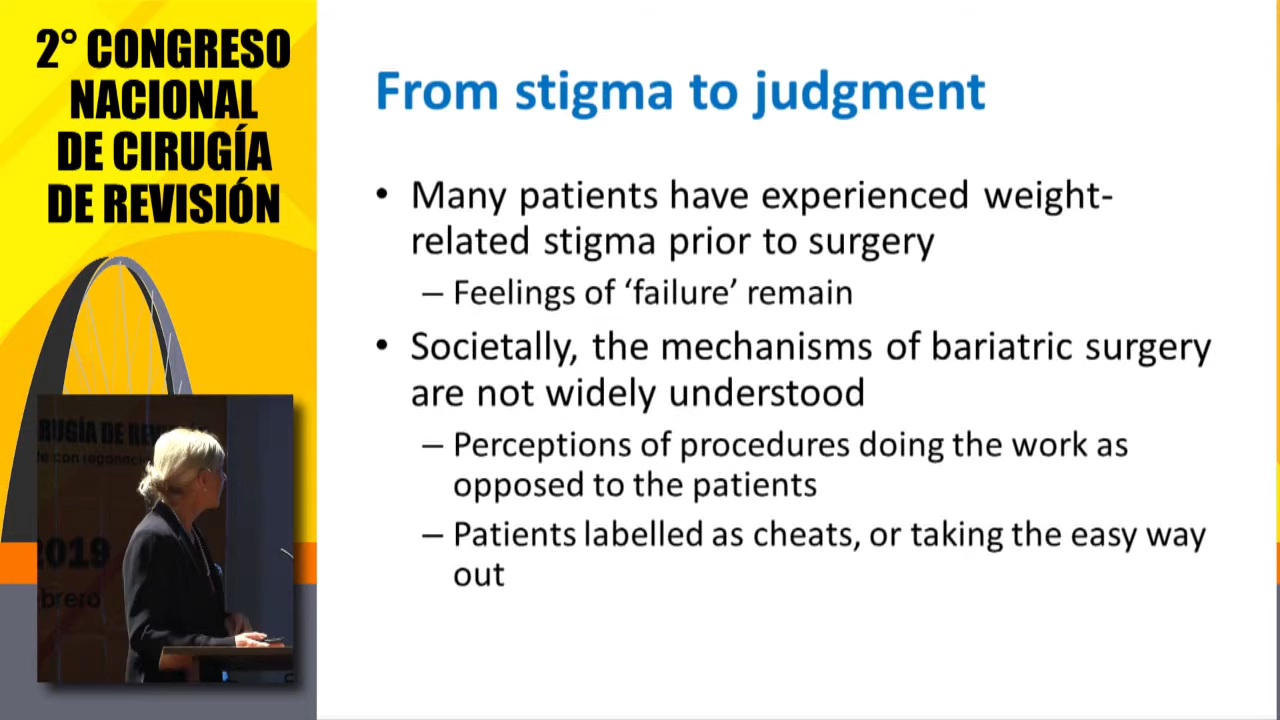 2° CONGRESO
NACIONAL
DE CIRUGÍA
DE REVISIÓN
From stigma to judgment
• Many patients have experienced weight-
related stigma prior to surgery
– Feelings of ‘failure’ remain
• Societally, the mechanisms of bariatric surgery
are not widely understood
– Perceptions of procedures doing the work as
opposed to the patients
– Patients labelled as cheats, or taking the easy way
out
DE
2019